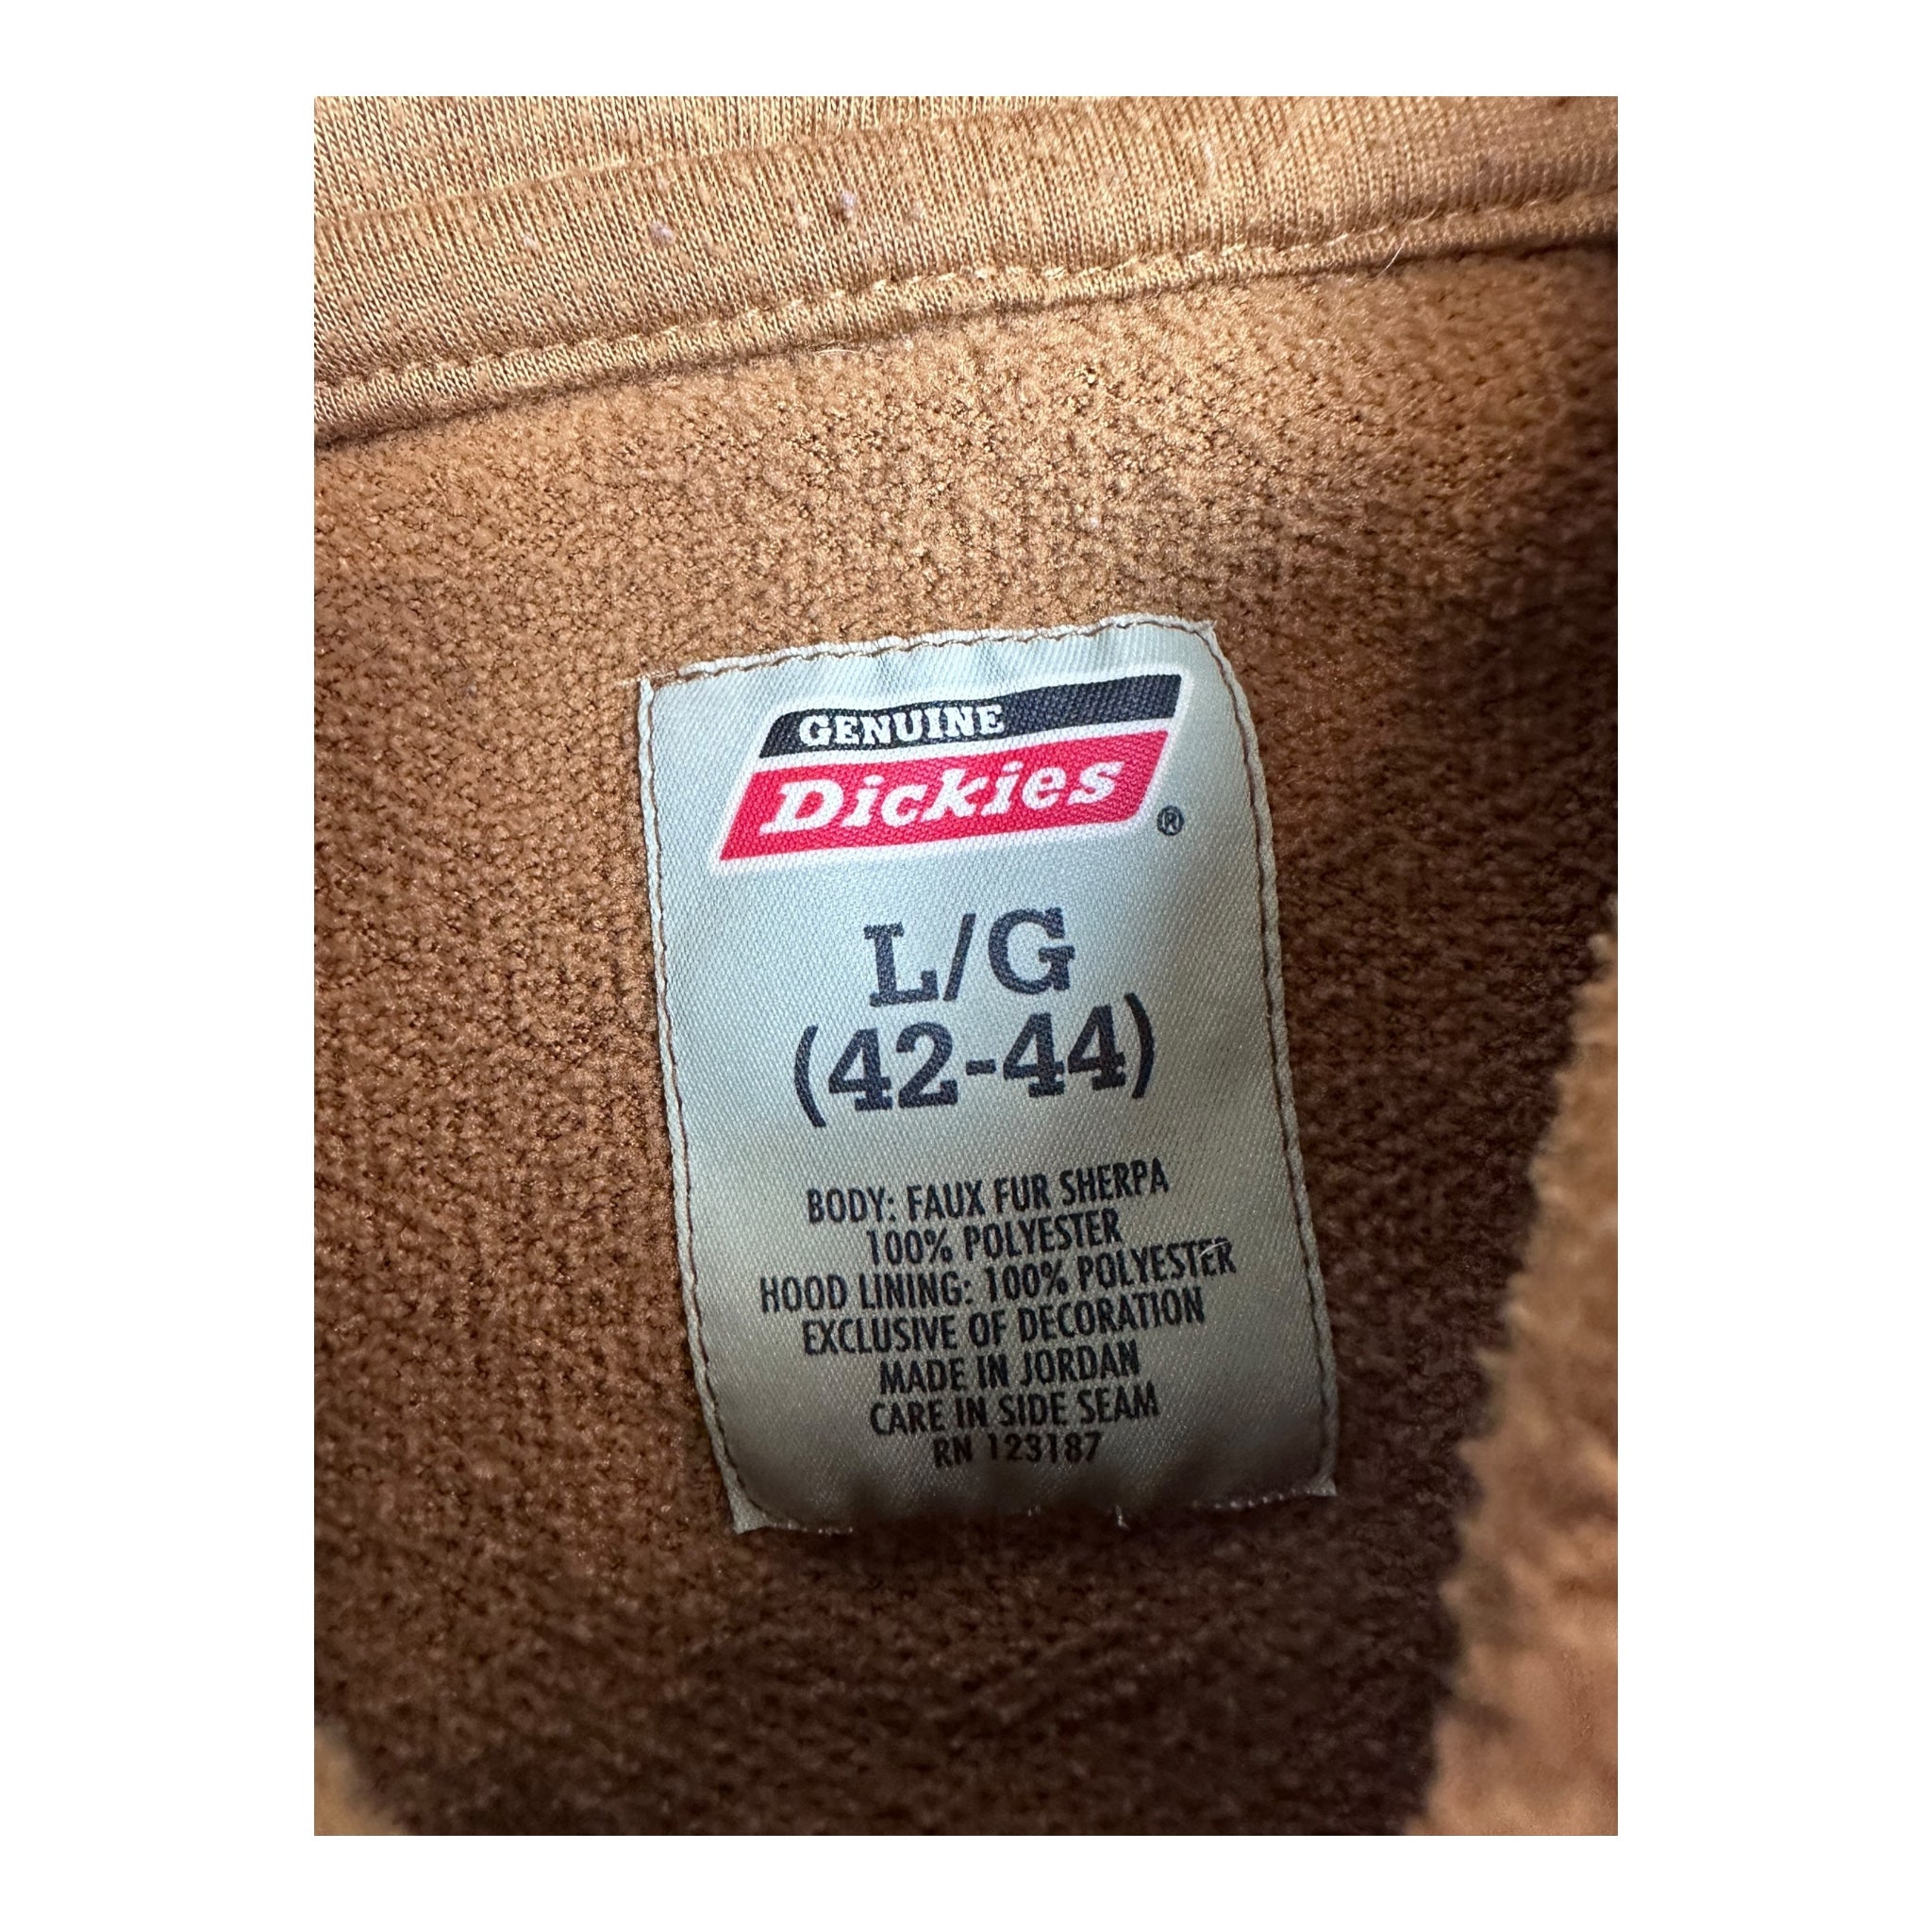 GENUINE
Dickies®
L/G
(42-44)
BODY: FAUX FUR SHERPA
100% POLYESTER
HOOD LINING: 100% POLYESTER
EXCLUSIVE OF DECORATION
MADE IN JORDAN
CARE IN SIDE SEAM
RN 123187